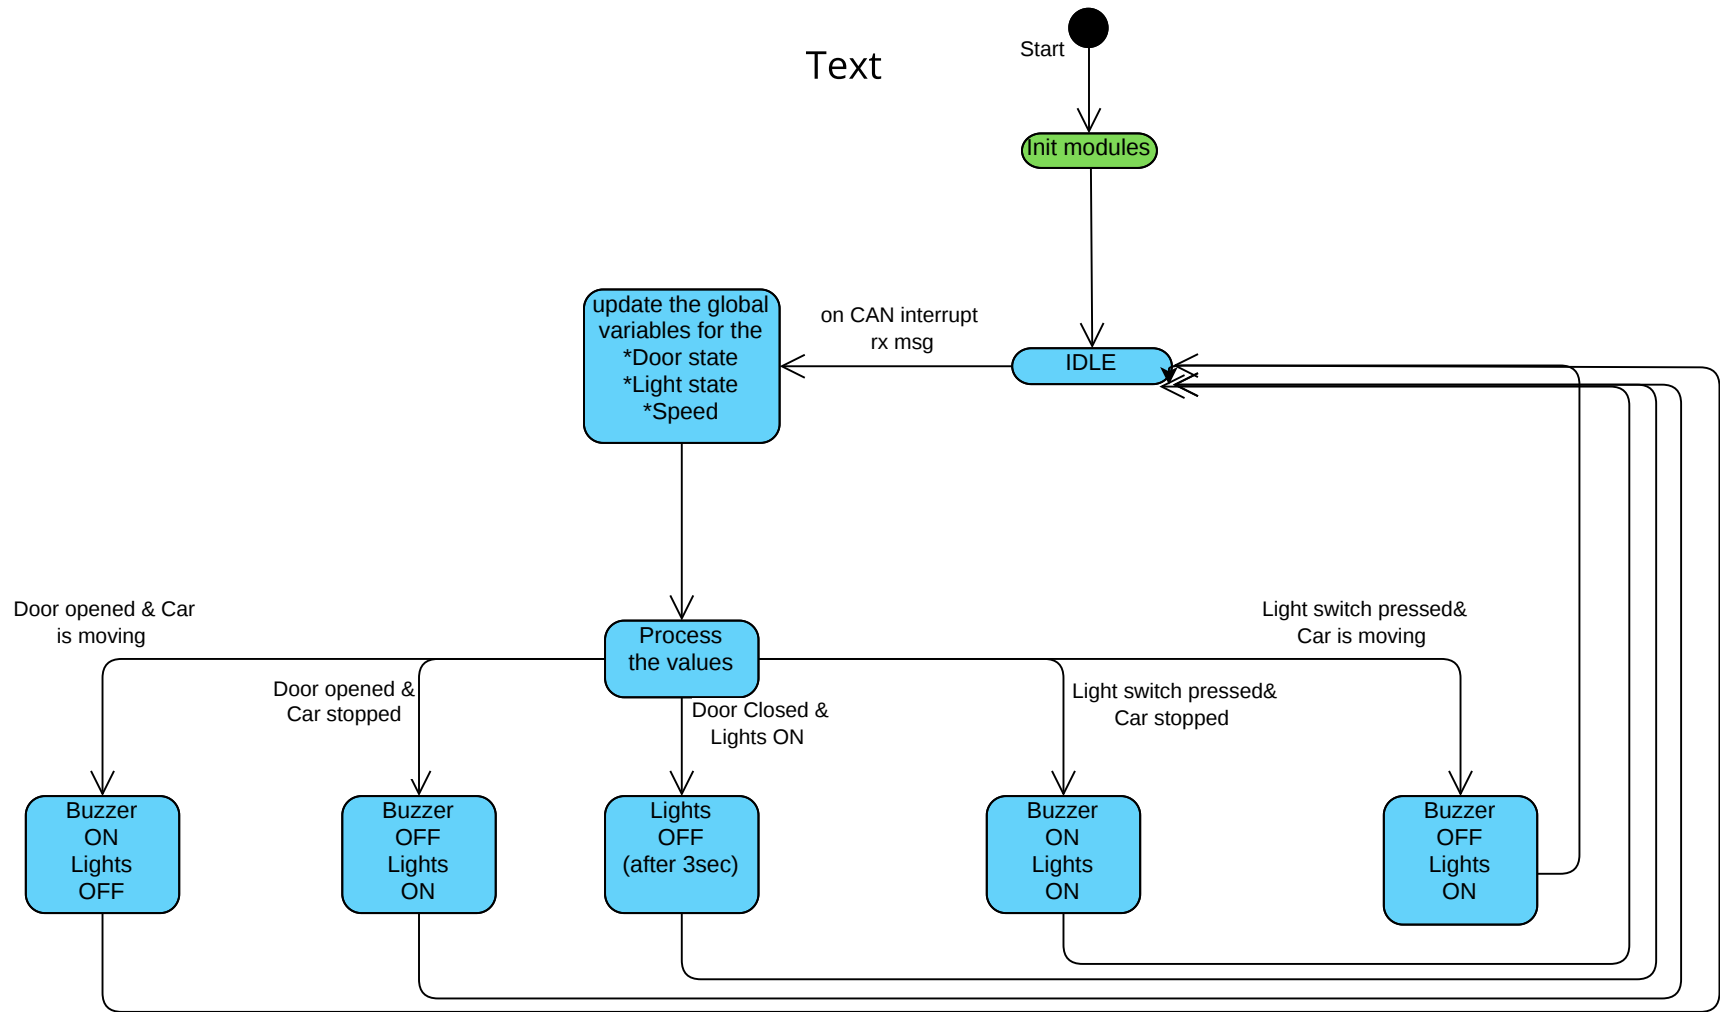 Start
Text
Init modules
update the global
variables for the
*Door state
*Light state
*Speed
on CAN interrupt
rx msg
IDLE
Door opened & Car
is moving
Process
the values
Light switch pressed&
Car is moving
Door opened &
Car stopped
Door Closed &
Lights ON
Light switch pressed&
Car stopped
Buzzer
ON
Lights
OFF
Buzzer
OFF
Lights
ON
Lights
OFF
(after 3sec)
Buzzer
ON
Lights
ON
Buzzer
OFF
Lights
ON